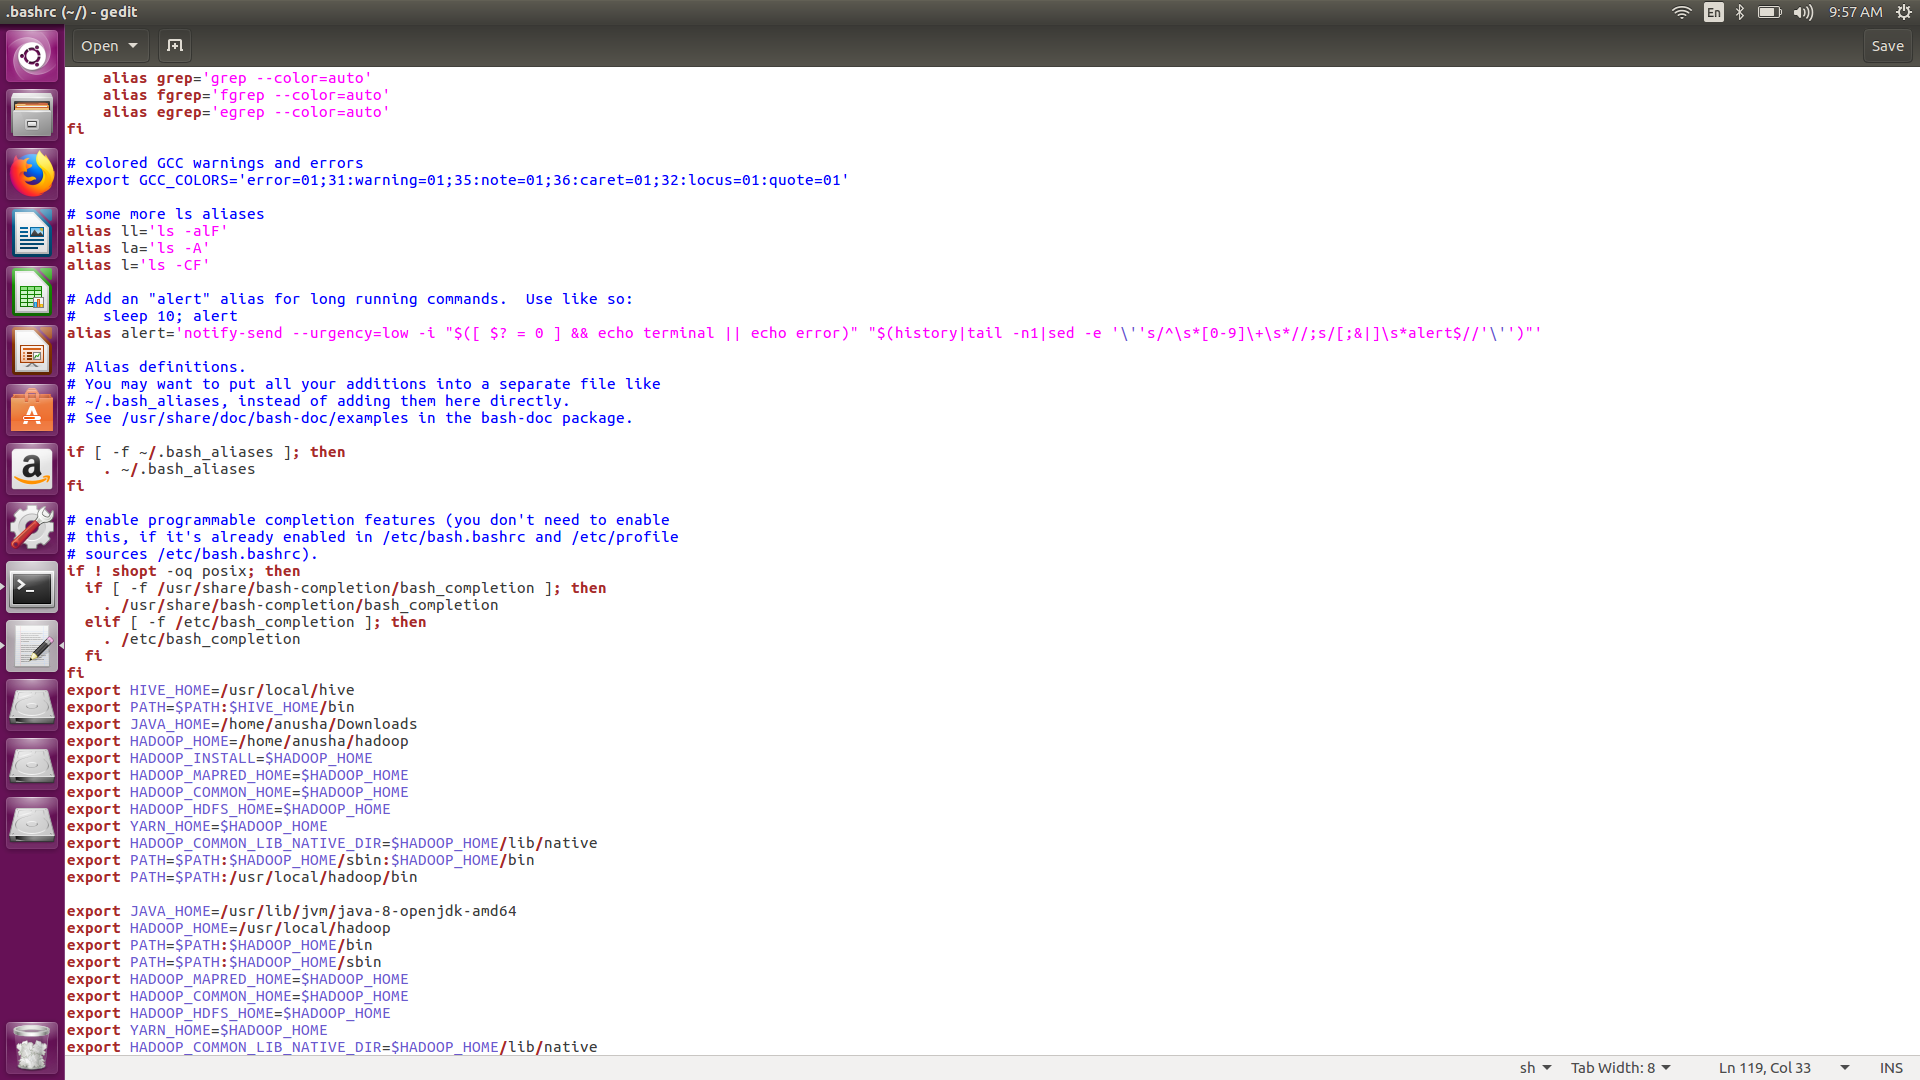 .bashrc (~/) - gedit
En
9:57 AM
Open
Save
    alias grep='grep --color=auto'
    alias fgrep='fgrep --color=auto'
    alias egrep='egrep --color=auto'
fi
# colored GCC warnings and errors
#export GCC_COLORS='error=01;31:warning=01;35:note=01;36:caret=01;32:locus=01:quote=01'
# some more ls aliases
alias ll='ls -alF'
alias la='ls -A'
alias l='ls -CF'
# Add an "alert" alias for long running commands.  Use like so:
#   sleep 10; alert
alias alert='notify-send --urgency=low -i "$([ $? = 0 ] && echo terminal || echo error)" "$(history|tail -n1|sed -e '\''s/^\s*[0-9]\+\s*//;s/[;&|]\s*alert$//'\'')"'
# Alias definitions.
# You may want to put all your additions into a separate file like
# ~/.bash_aliases, instead of adding them here directly.
# See /usr/share/doc/bash-doc/examples in the bash-doc package.
if [ -f ~/.bash_aliases ]; then
    . ~/.bash_aliases
fi
# enable programmable completion features (you don't need to enable
# this, if it's already enabled in /etc/bash.bashrc and /etc/profile
# sources /etc/bash.bashrc).
if ! shopt -oq posix; then
  if [ -f /usr/share/bash-completion/bash_completion ]; then
    . /usr/share/bash-completion/bash_completion
  elif [ -f /etc/bash_completion ]; then
    . /etc/bash_completion
  fi
fi
export HIVE_HOME=/usr/local/hive
export PATH=$PATH:$HIVE_HOME/bin
export JAVA_HOME=/home/anusha/Downloads
export HADOOP_HOME=/home/anusha/hadoop
export HADOOP_INSTALL=$HADOOP_HOME
export HADOOP_MAPRED_HOME=$HADOOP_HOME
export HADOOP_COMMON_HOME=$HADOOP_HOME
export HADOOP_HDFS_HOME=$HADOOP_HOME
export YARN_HOME=$HADOOP_HOME
export HADOOP_COMMON_LIB_NATIVE_DIR=$HADOOP_HOME/lib/native
export PATH=$PATH:$HADOOP_HOME/sbin:$HADOOP_HOME/bin
export PATH=$PATH:/usr/local/hadoop/bin
export JAVA_HOME=/usr/lib/jvm/java-8-openjdk-amd64
export HADOOP_HOME=/usr/local/hadoop
export PATH=$PATH:$HADOOP_HOME/bin
export PATH=$PATH:$HADOOP_HOME/sbin
export HADOOP_MAPRED_HOME=$HADOOP_HOME
export HADOOP_COMMON_HOME=$HADOOP_HOME
export HADOOP_HDFS_HOME=$HADOOP_HOME
export YARN_HOME=$HADOOP_HOME
export HADOOP_COMMON_LIB_NATIVE_DIR=$HADOOP_HOME/lib/native
sh
Tab Width: 8
Ln 119, Col 33
INS